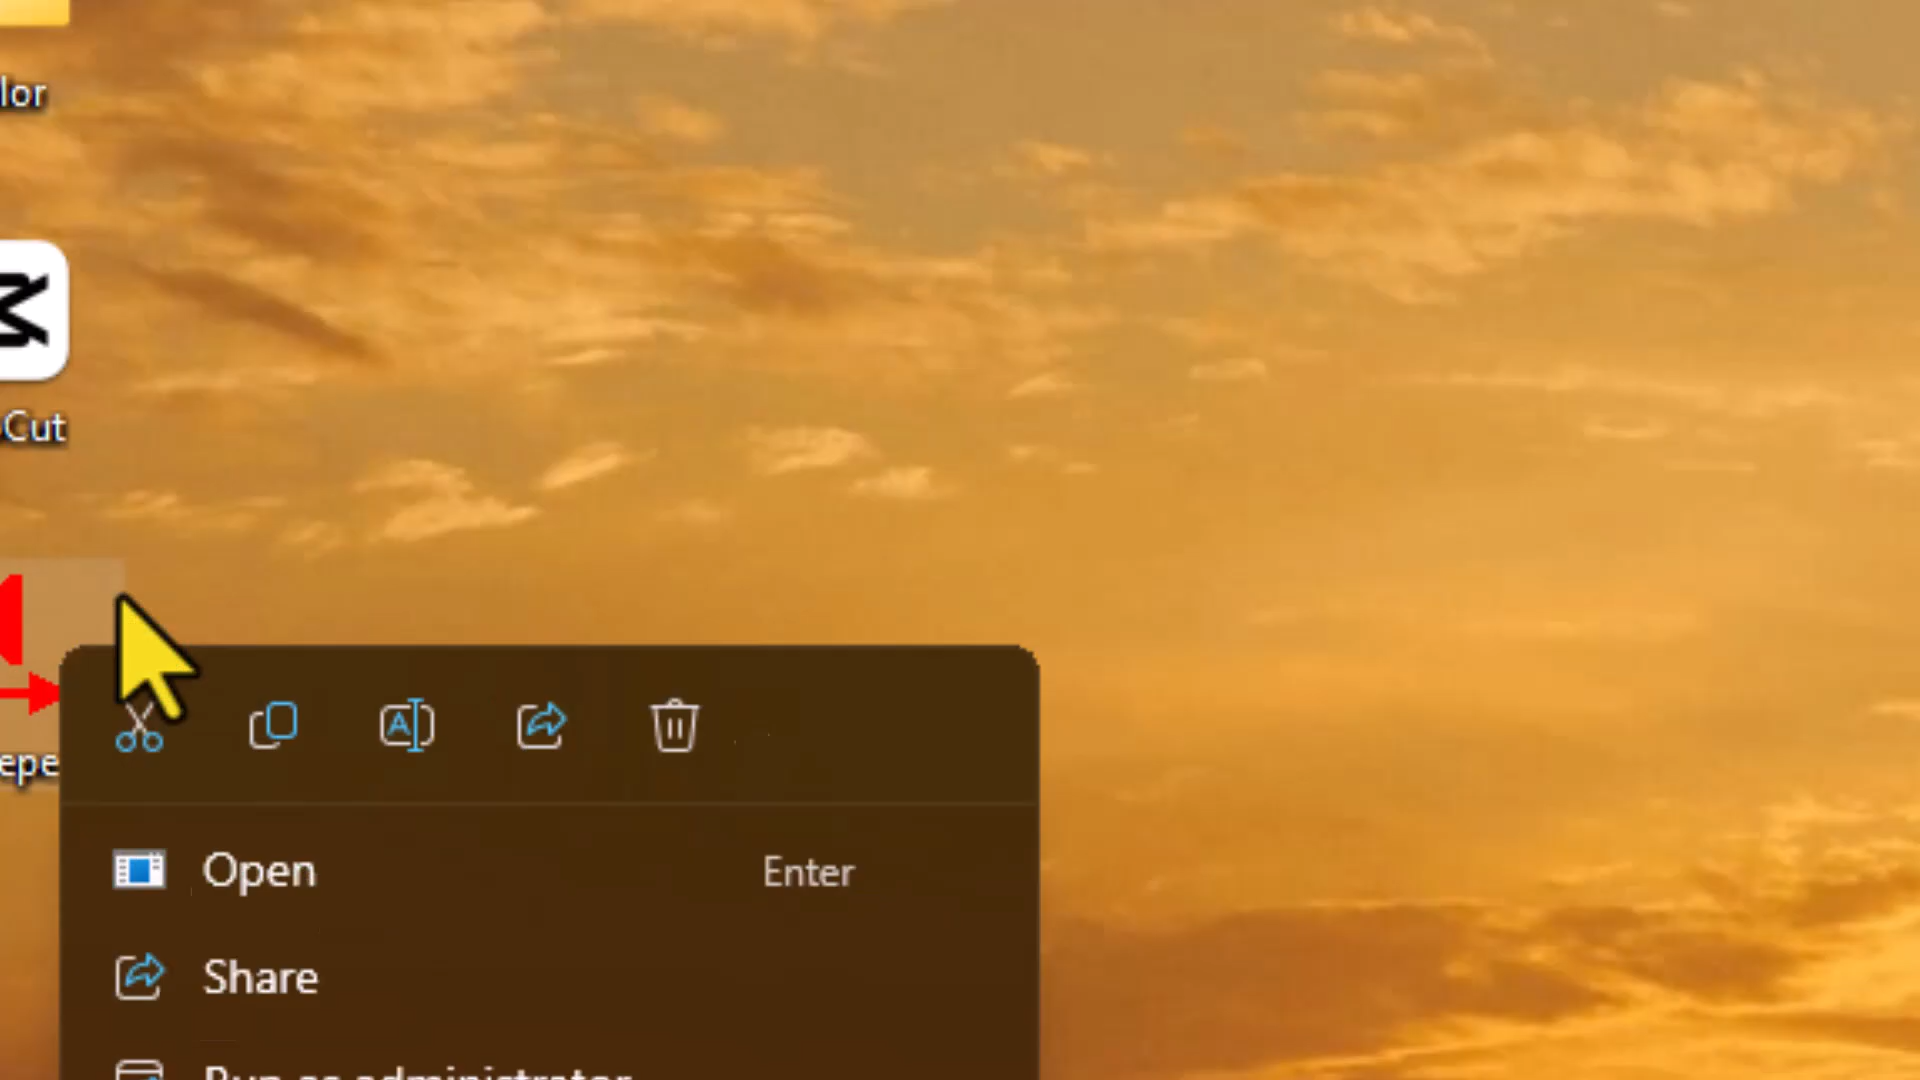 lor
Cut
epe
Open Enter
Share
Run as administrator